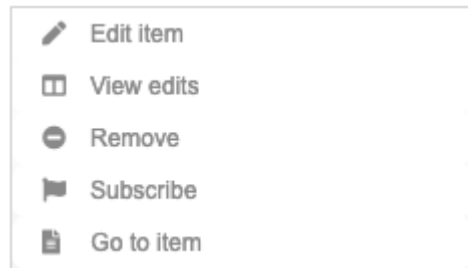 Edit item
View edits
Remove
Subscribe
Go to item